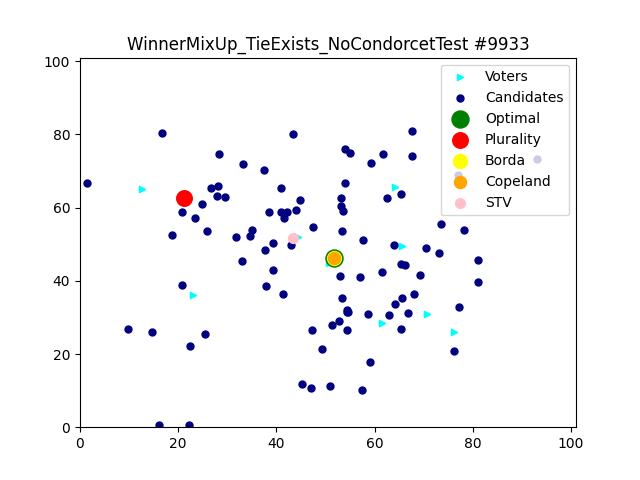 WinnerMixUp_TieExists_NoCondorcetTest #9933
100
80
60
40
20
0
0 20 40 60 80 100
Voters
Candidates
Optimal
Plurality
Borda
Copeland
STV